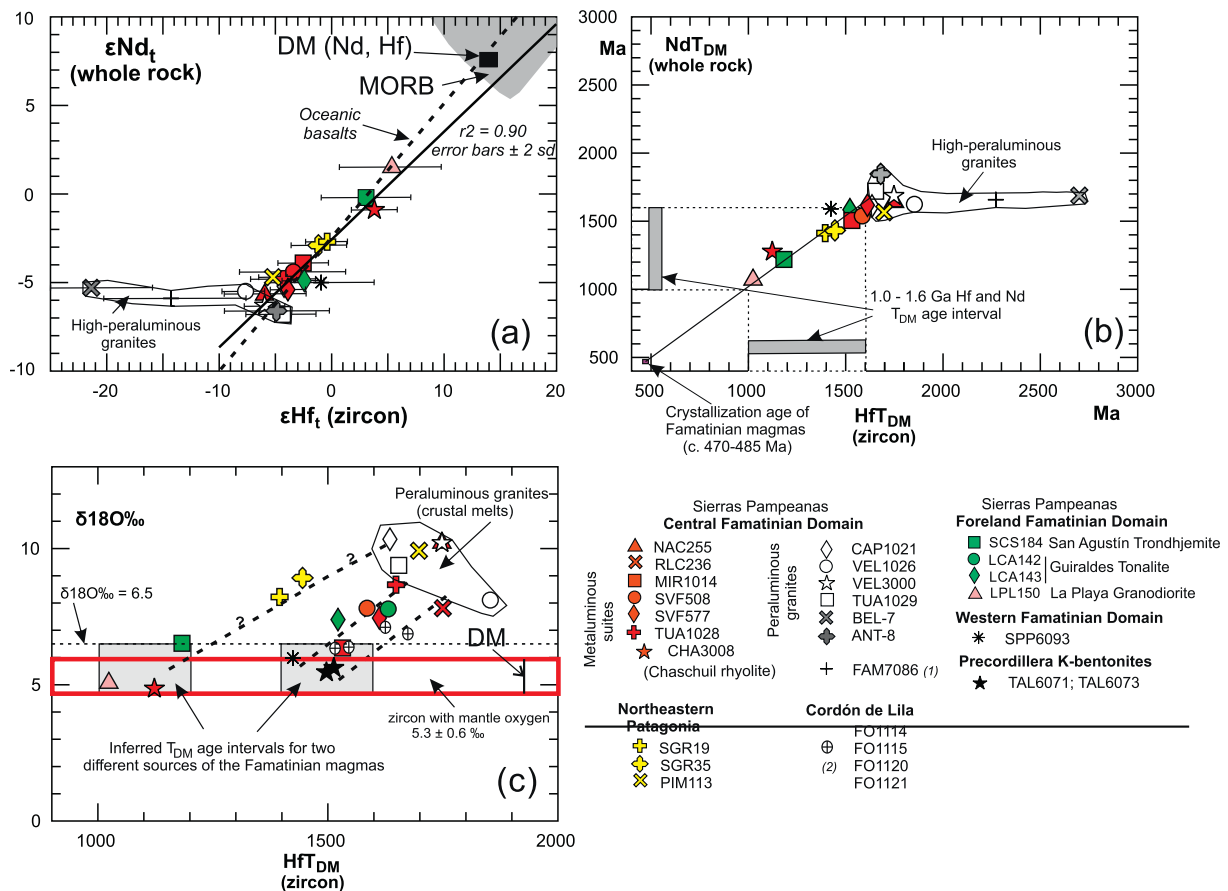 10
5
0
-5
-10
εNdt
(whole rock)
DM (Nd, Hf)
MORB
Oceanic
basalts
r2 = 0.90
error bars ± 2 sd
High-peraluminous
granites
(a)
-20
-10
0
10
20
εHft (zircon)
3000
Ma
2500
2000
1500
1000
500
NdTDM
(whole rock)
High-peraluminous
granites
1.0 - 1.6 Ga Hf and Nd
TDM age interval
(b)
500
1000
1500
2000
2500
3000
Crystallization age of
Famatinian magmas
(c. 470-485 Ma)
HfTDM
(zircon)
Ma
δ18O‰
10
5
0
Peraluminous granites
(crustal melts)
?
?
δ18O‰ = 6.5
DM
zircon with mantle oxygen
5.3 ± 0.6 ‰
Inferred TDM age intervals for two
different sources of the Famatinian magmas
(c)
1000
1500
2000
HfTDM
(zircon)
Sierras Pampeanas
Central Famatinian Domain
Metaluminous
suites
NAC255
RLC236
MIR1014
SVF508
SVF577
TUA1028
CHA3008
(Chaschuil rhyolite)
Peraluminous
granites
CAP1021
VEL1026
VEL3000
TUA1029
BEL-7
ANT-8
FAM7086 (1)
Sierras Pampeanas
Foreland Famatinian Domain
SCS184 San Agustín Trondhjemite
LCA142
LCA143
Guiraldes Tonalite
LPL150 La Playa Granodiorite
Western Famatinian Domain
SPP6093
Precordillera K-bentonites
TAL6071; TAL6073
Northeastern
Patagonia
SGR19
SGR35
PIM113
Cordón de Lila
FO1114
FO1115
(2) FO1120
FO1121